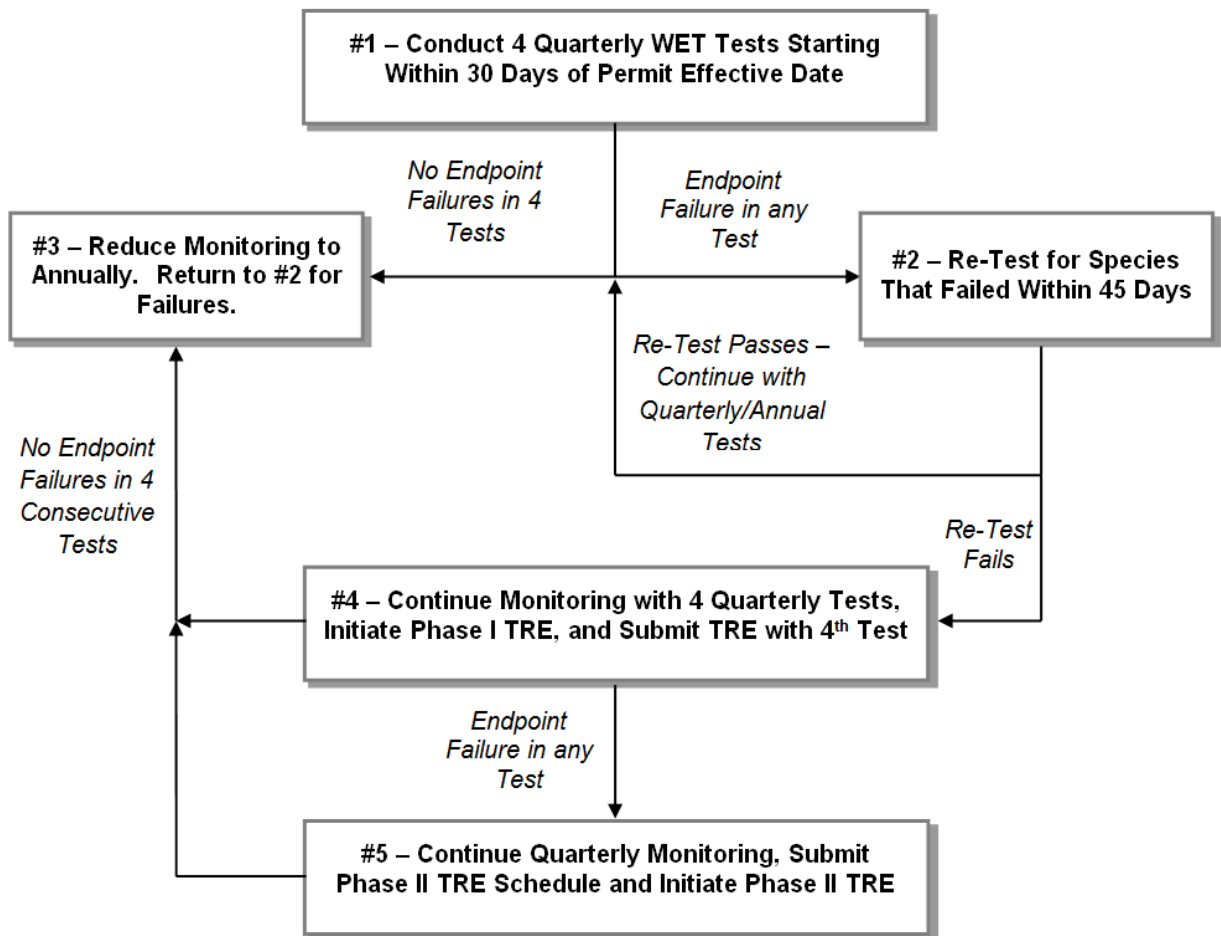 #1 – Conduct 4 Quarterly WET Tests Starting
Within 30 Days of Permit Effective Date
No Endpoint
Failures in 4
Tests
Endpoint
Failure in any
Test
#3 – Reduce Monitoring to
Annually.   Return to #2 for
Failures.
#2 – Re-Test for Species
That Failed Within 45 Days
Re-Test Passes –
Continue with
Quarterly/Annual
Tests
No Endpoint
Failures in 4
Consecutive
Tests
Re-Test
Fails
#4 – Continue Monitoring with 4 Quarterly Tests,
Initiate Phase I TRE, and Submit TRE with 4th Test
Endpoint
Failure in any
Test
#5 – Continue Quarterly Monitoring, Submit
Phase II TRE Schedule and Initiate Phase II TRE